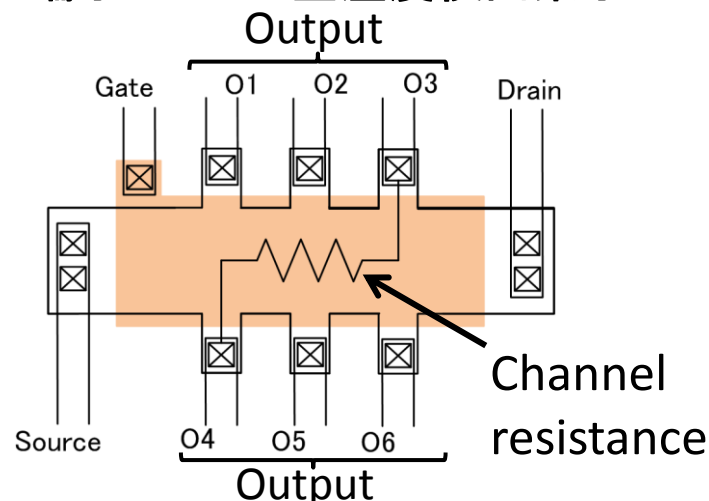 Output
Gate
O1
O2
O3
Drain
Channel
resistance
Source
O4
O5
O6
Output